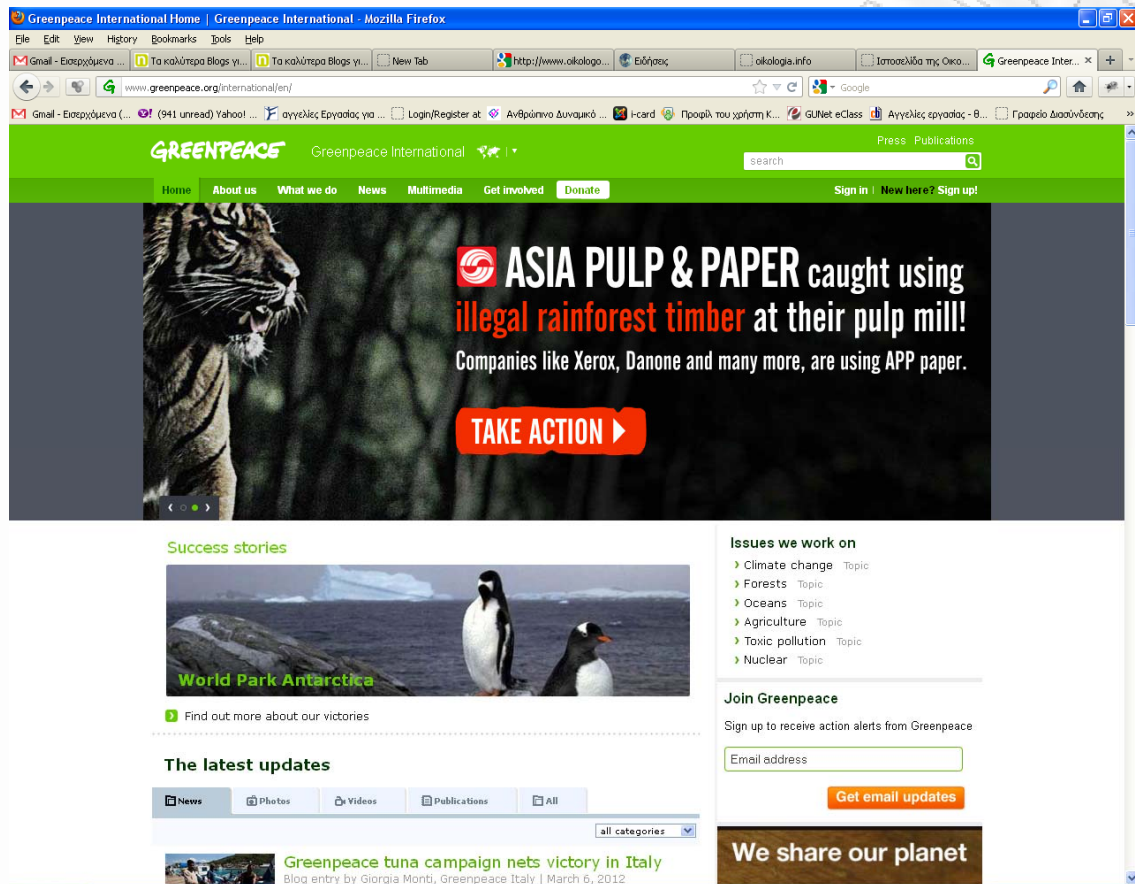 Greenpeace International Home | Greenpeace International - Mozilla Firefox
File Edit View History Bookmarks Tools Help
Gmail - Εισερχόμενα ... Τα καλύτερα Blogs γι... Τα καλύτερα Blogs γι... New Tab http://www.oikologo... Ειδήσεις oikologia.info Ιστοσελίδα της Οικο... Greenpeace Inter...
www.greenpeace.org/international/en/ Google
Gmail - Εισερχόμενα (... (941 unread) Yahoo! ... αγγελίες Εργασίας για ... Login/Register at Ανθρώπινο Δυναμικό ... i-card Προφίλ του χρήστη Κ... GUNet eClass Αγγελίες εργασίας - Θ... Γραφείο Διασύνδεσης
Press Publications
GREENPEACE Greenpeace International
search
Home About us What we do News Multimedia Get involved Donate Sign in | New here? Sign up!
ASIA PULP & PAPER caught using
illegal rainforest timber at their pulp mill!
Companies like Xerox, Danone and many more, are using APP paper.
TAKE ACTION
Success stories
World Park Antarctica
Find out more about our victories
The latest updates
News Photos Videos Publications All
all categories
Greenpeace tuna campaign nets victory in Italy
Blog entry by Giorgia Monti, Greenpeace Italy | March 6, 2012
Issues we work on
Climate change Topic
Forests Topic
Oceans Topic
Agriculture Topic
Toxic pollution Topic
Nuclear Topic
Join Greenpeace
Sign up to receive action alerts from Greenpeace
Email address
Get email updates
We share our planet